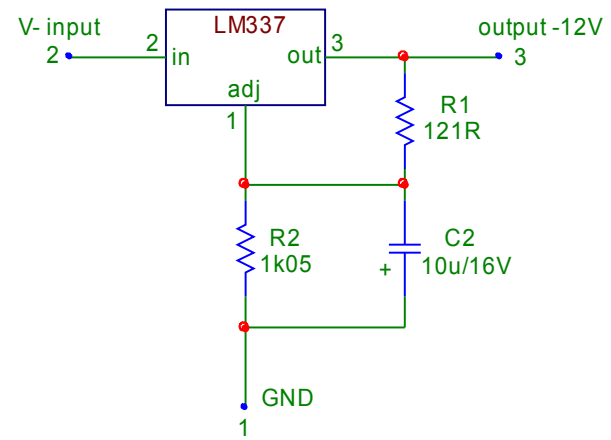 V- input
LM337
output -12V
2
2
in
out
3
3
adj
1
R1
121R
R2
1k05
C2
+
10u/16V
GND
1